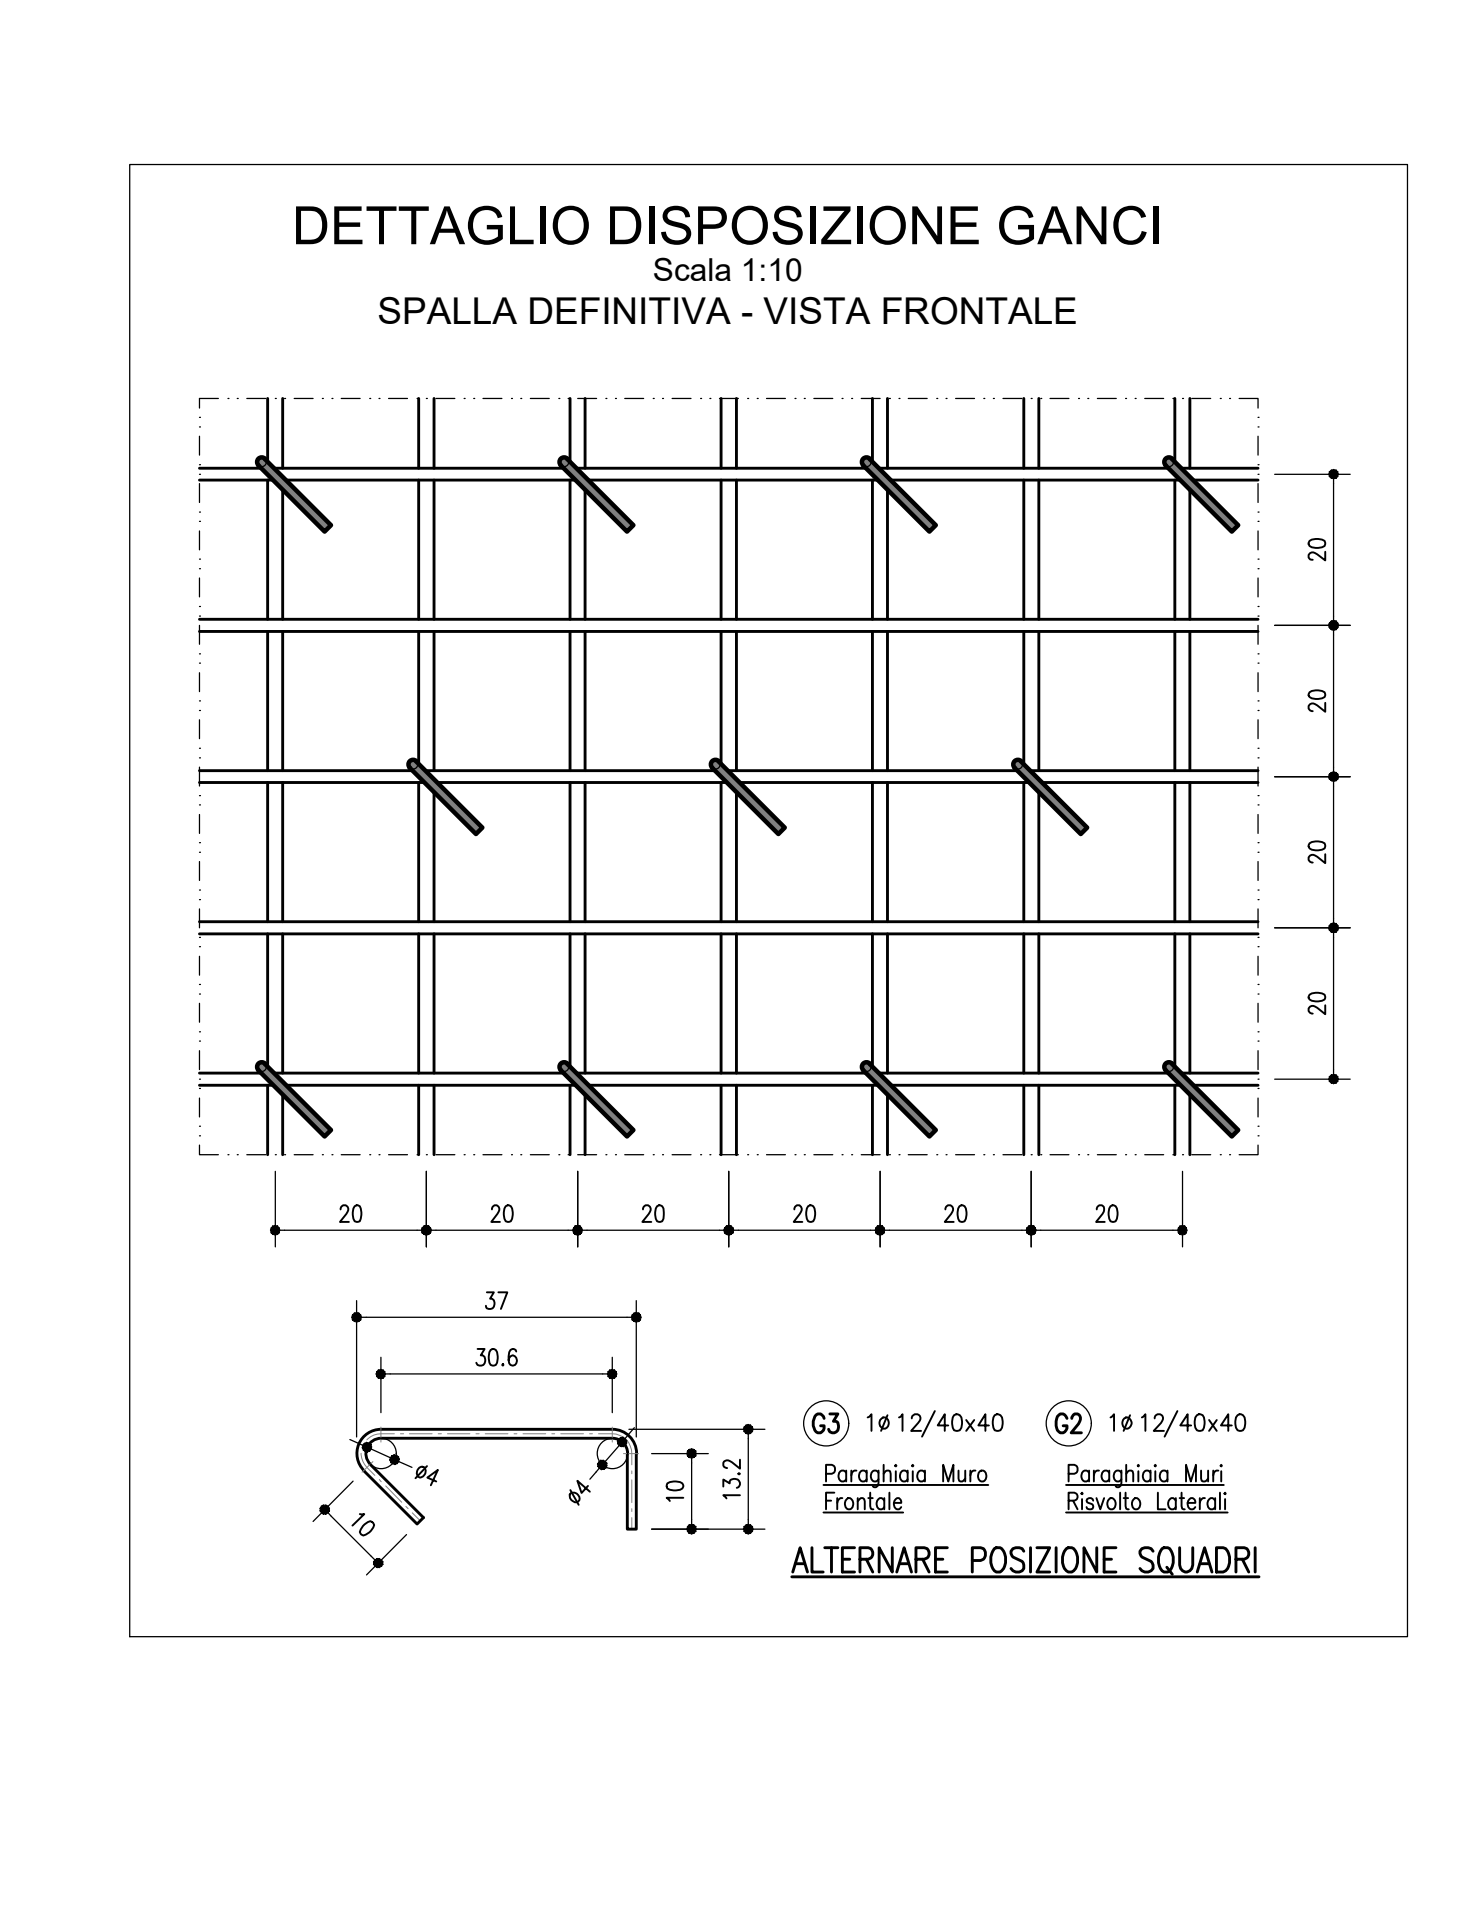 DETTAGLIO DISPOSIZIONE GANCI
Scala 1:10
SPALLA DEFINITIVA - VISTA FRONTALE
20
20
20
20
20
20
20
20
20
20
37
30.6
ø4
10
ø4
10
13.2
G3 1ø12/40x40
Paraghiaia Muro
Frontale
G2 1ø12/40x40
Paraghiaia Muri
Risvolto Laterali
ALTERNARE POSIZIONE SQUADRI